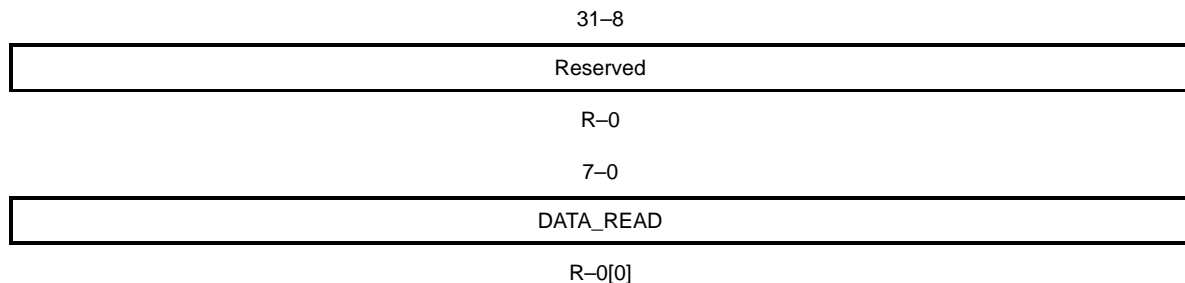 31–8
Reserved
R–0
7–0
DATA_READ
R–0[0]